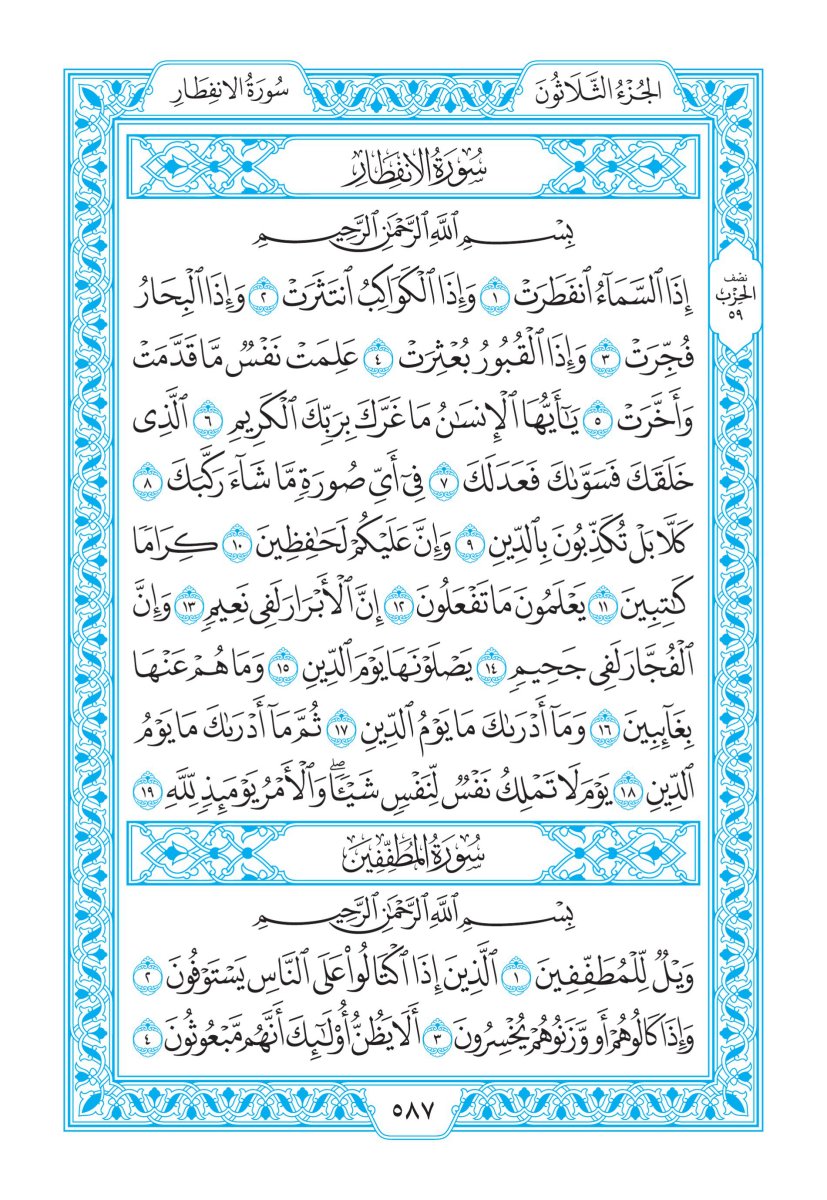 الجُزْءُ الثَّلَاثُونَ
سُورَةُ الانفِطَارِ
سُورَةُ الانفِطَارِ
بِسْمِ ٱللَّهِ ٱلرَّحْمَٰنِ ٱلرَّحِيمِ
إِذَا ٱلسَّمَآءُ ٱنفَطَرَتْ ١ وَإِذَا ٱلْكَوَاكِبُ ٱنتَثَرَتْ ٢ وَإِذَا ٱلْبِحَارُ
نصف
الحِزْبُ
٥٩
فُجِّرَتْ ٣ وَإِذَا ٱلْقُبُورُ بُعْثِرَتْ ٤ عَلِمَتْ نَفْسٌ مَّا قَدَّمَتْ
وَأَخَّرَتْ ٥ يَٰٓأَيُّهَا ٱلْإِنسَٰنُ مَا غَرَّكَ بِرَبِّكَ ٱلْكَرِيمِ ٦ ٱلَّذِى
خَلَقَكَ فَسَوَّىٰكَ فَعَدَلَكَ ٧ فِىٓ أَىِّ صُورَةٍ مَّا شَآءَ رَكَّبَكَ ٨
كَلَّا بَلْ تُكَذِّبُونَ بِٱلدِّينِ ٩ وَإِنَّ عَلَيْكُمْ لَحَٰفِظِينَ ١٠ كِرَامًا
كَٰتِبِينَ ١١ يَعْلَمُونَ مَا تَفْعَلُونَ ١٢ إِنَّ ٱلْأَبْرَارَ لَفِى نَعِيمٍ ١٣ وَإِنَّ
ٱلْفُجَّارَ لَفِى جَحِيمٍ ١٤ يَصْلَوْنَهَا يَوْمَ ٱلدِّينِ ١٥ وَمَا هُمْ عَنْهَا
بِغَآئِبِينَ ١٦ وَمَآ أَدْرَىٰكَ مَا يَوْمُ ٱلدِّينِ ١٧ ثُمَّ مَآ أَدْرَىٰكَ مَا يَوْمُ
ٱلدِّينِ ١٨ يَوْمَ لَا تَمْلِكُ نَفْسٌ لِّنَفْسٍ شَيْـًٔا ۖ وَٱلْأَمْرُ يَوْمَئِذٍ لِّلَّهِ ١٩
سُورَةُ المُطَفِّفِينَ
بِسْمِ ٱللَّهِ ٱلرَّحْمَٰنِ ٱلرَّحِيمِ
وَيْلٌ لِّلْمُطَفِّفِينَ ١ ٱلَّذِينَ إِذَا ٱكْتَالُوا۟ عَلَى ٱلنَّاسِ يَسْتَوْفُونَ ٢
وَإِذَا كَالُوهُمْ أَو وَّزَنُوهُمْ يُخْسِرُونَ ٣ أَلَا يَظُنُّ أُو۟لَٰٓئِكَ أَنَّهُم مَّبْعُوثُونَ ٤
٥٨٧